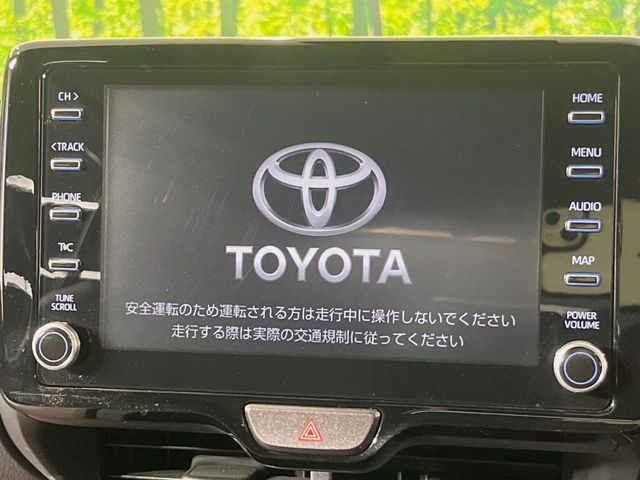 CH >
< TRACK
PHONE
T&C
TUNE
SCROLL
TOYOTA
安全運転のため運転される方は走行中に操作しないでください
走行する際は実際の交通規制に従ってください
HOME
MENU
AUDIO
MAP
POWER
VOLUME